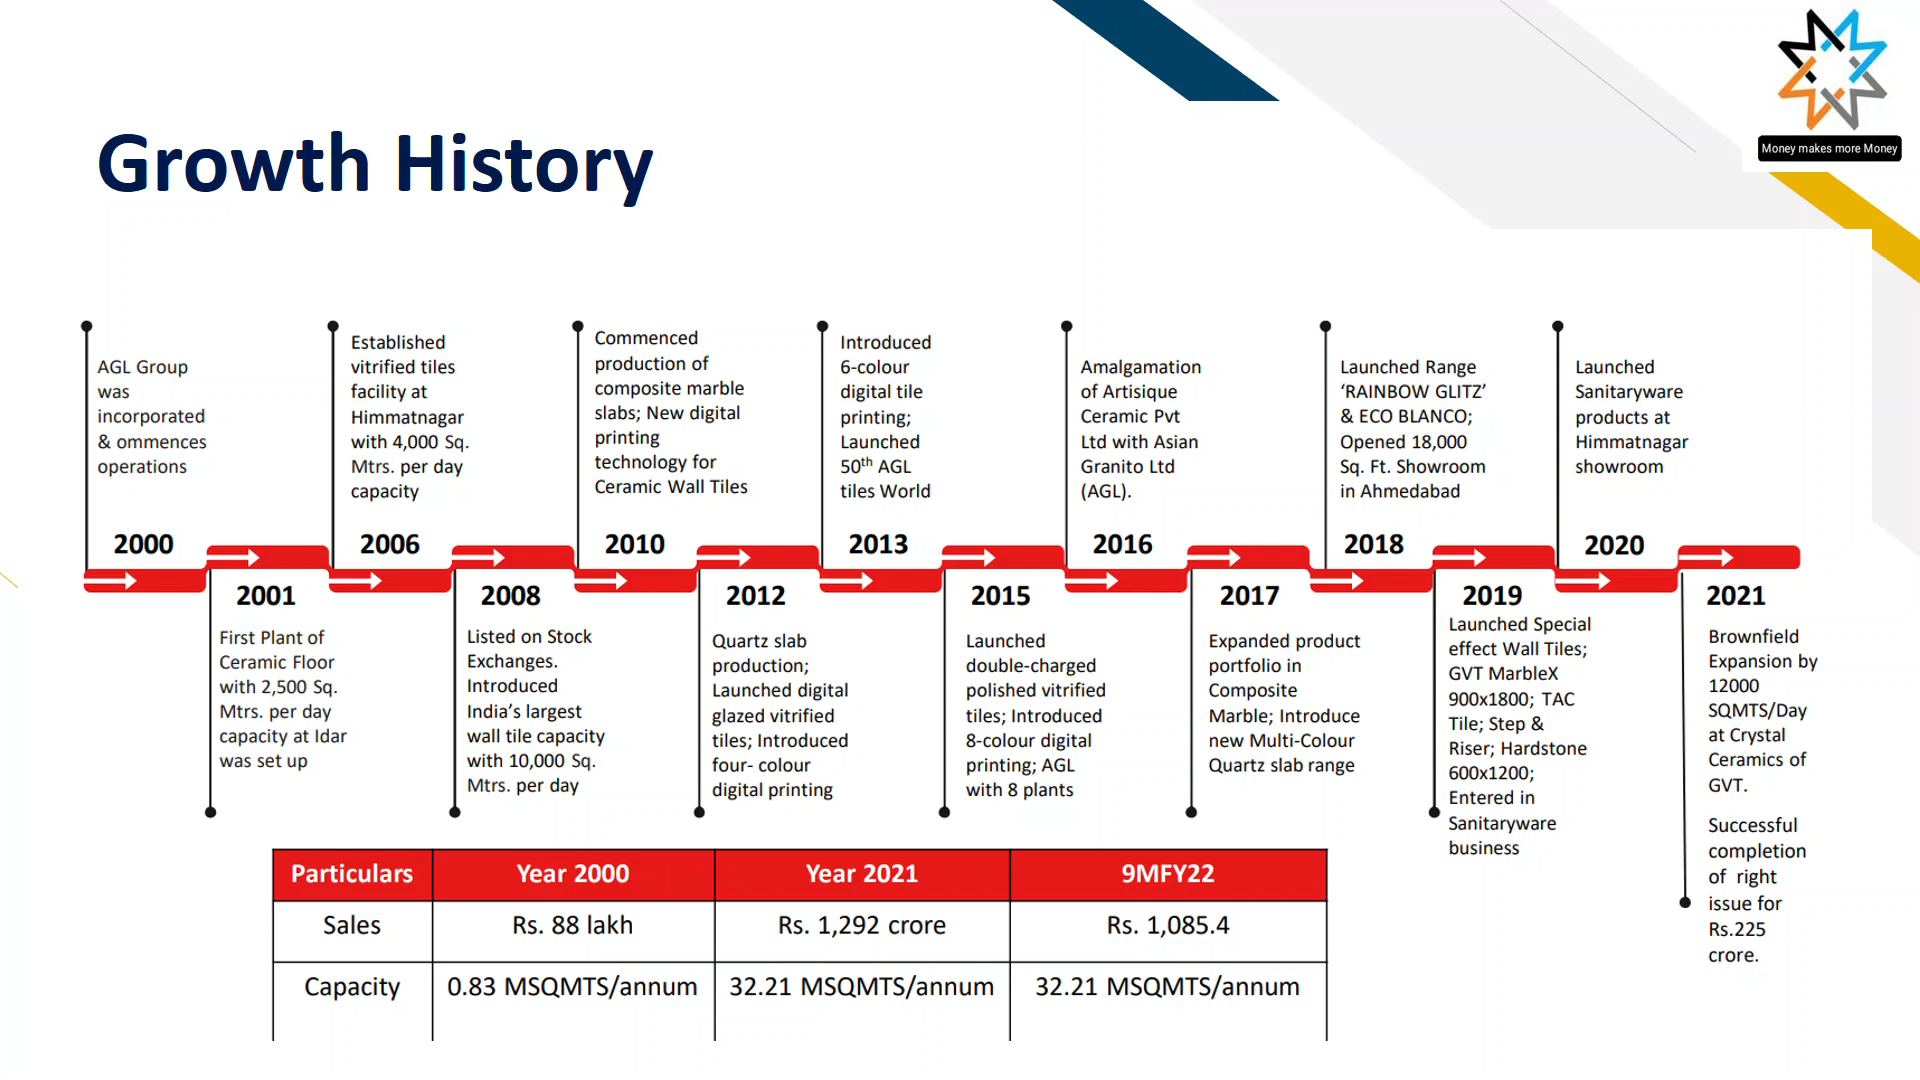 Money makes more Money
Growth History
AGL Group
was
incorporated
& ommences
operations
2000
2001
First Plant of
Ceramic Floor
with 2,500 Sq.
Mtrs. per day
capacity at Idar
was set up
Established
vitrified tiles
facility at
Himmatnagar
with 4,000 Sq.
Mtrs. per day
capacity
2006
2008
Listed on Stock
Exchanges.
Introduced
India’s largest
wall tile capacity
with 10,000 Sq.
Mtrs. per day
Commenced
production of
composite marble
slabs; New digital
printing
technology for
Ceramic Wall Tiles
2010
2012
Quartz slab
production;
Launched digital
glazed vitrified
tiles; Introduced
four- colour
digital printing
Introduced
6-colour
digital tile
printing;
Launched
50th AGL
tiles World
2013
2015
Launched
double-charged
polished vitrified
tiles; Introduced
8-colour digital
printing; AGL
with 8 plants
Amalgamation
of Artisique
Ceramic Pvt
Ltd with Asian
Granito Ltd
(AGL).
2016
2017
Expanded product
portfolio in
Composite
Marble; Introduce
new Multi-Colour
Quartz slab range
Launched Range
‘RAINBOW GLITZ’
& ECO BLANCO;
Opened 18,000
Sq. Ft. Showroom
in Ahmedabad
2018
2019
Launched Special
effect Wall Tiles;
GVT MarbleX
900x1800; TAC
Tile; Step &
Riser; Hardstone
600x1200;
Entered in
Sanitaryware
business
Launched
Sanitaryware
products at
Himmatnagar
showroom
2020
2021
Brownfield
Expansion by
12000
SQMTS/Day
at Crystal
Ceramics of
GVT.
Successful
completion
of right
issue for
Rs.225
crore.
Particulars Year 2000 Year 2021 9MFY22
Sales Rs. 88 lakh Rs. 1,292 crore Rs. 1,085.4
Capacity 0.83 MSQMTS/annum 32.21 MSQMTS/annum 32.21 MSQMTS/annum